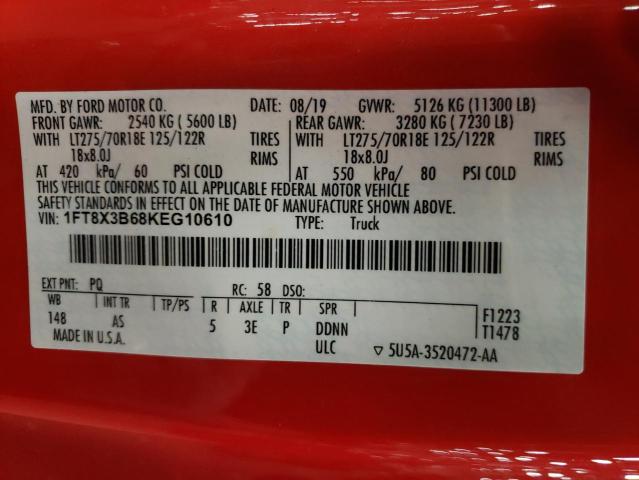 MFD. BY FORD MOTOR CO. DATE: 08/19 GVWR: 5126 KG (11300 LB)
FRONT GAWR: 2540 KG (5600 LB) REAR GAWR: 3280 KG (7230 LB)
WITH LT275/70R18E 125/122R TIRES WITH LT275/70R18E 125/122R TIRES
18x8.0J RIMS 18x8.0J RIMS
AT 420 kPa/ 60 PSI COLD AT 550 kPa/ 80 PSI COLD
THIS VEHICLE CONFORMS TO ALL APPLICABLE FEDERAL MOTOR VEHICLE
SAFETY STANDARDS IN EFFECT ON THE DATE OF MANUFACTURE SHOWN ABOVE.
VIN: 1FT8X3B68KEG10610 TYPE: Truck
EXT PNT: PQ RC: 58 DSO:
WB INT TR TP/PS R AXLE TR SPR F1223
148 AS 5 3E P DDNN T1478
MADE IN U.S.A. ULC ▽ 5U5A-3520472-AA